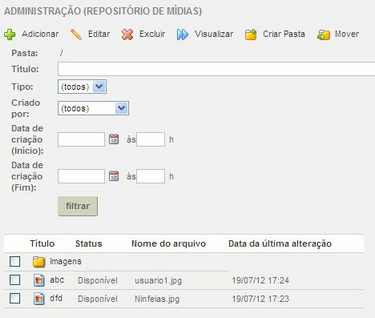 ADMINISTRAÇÃO (REPOSITÓRIO DE MÍDIAS)
Adicionar Editar Excluir Visualizar Criar Pasta Mover
Pasta: /
Título:
Tipo: (todos)
Criado por: (todos)
Data de criação (Início): às h
Data de criação (Fim): às h
filtrar
Título Status Nome do arquivo Data da última alteração
Imagens
abc Disponível usuario1.jpg 19/07/12 17:24
dfd Disponível Ninfeias.jpg 19/07/12 17:23